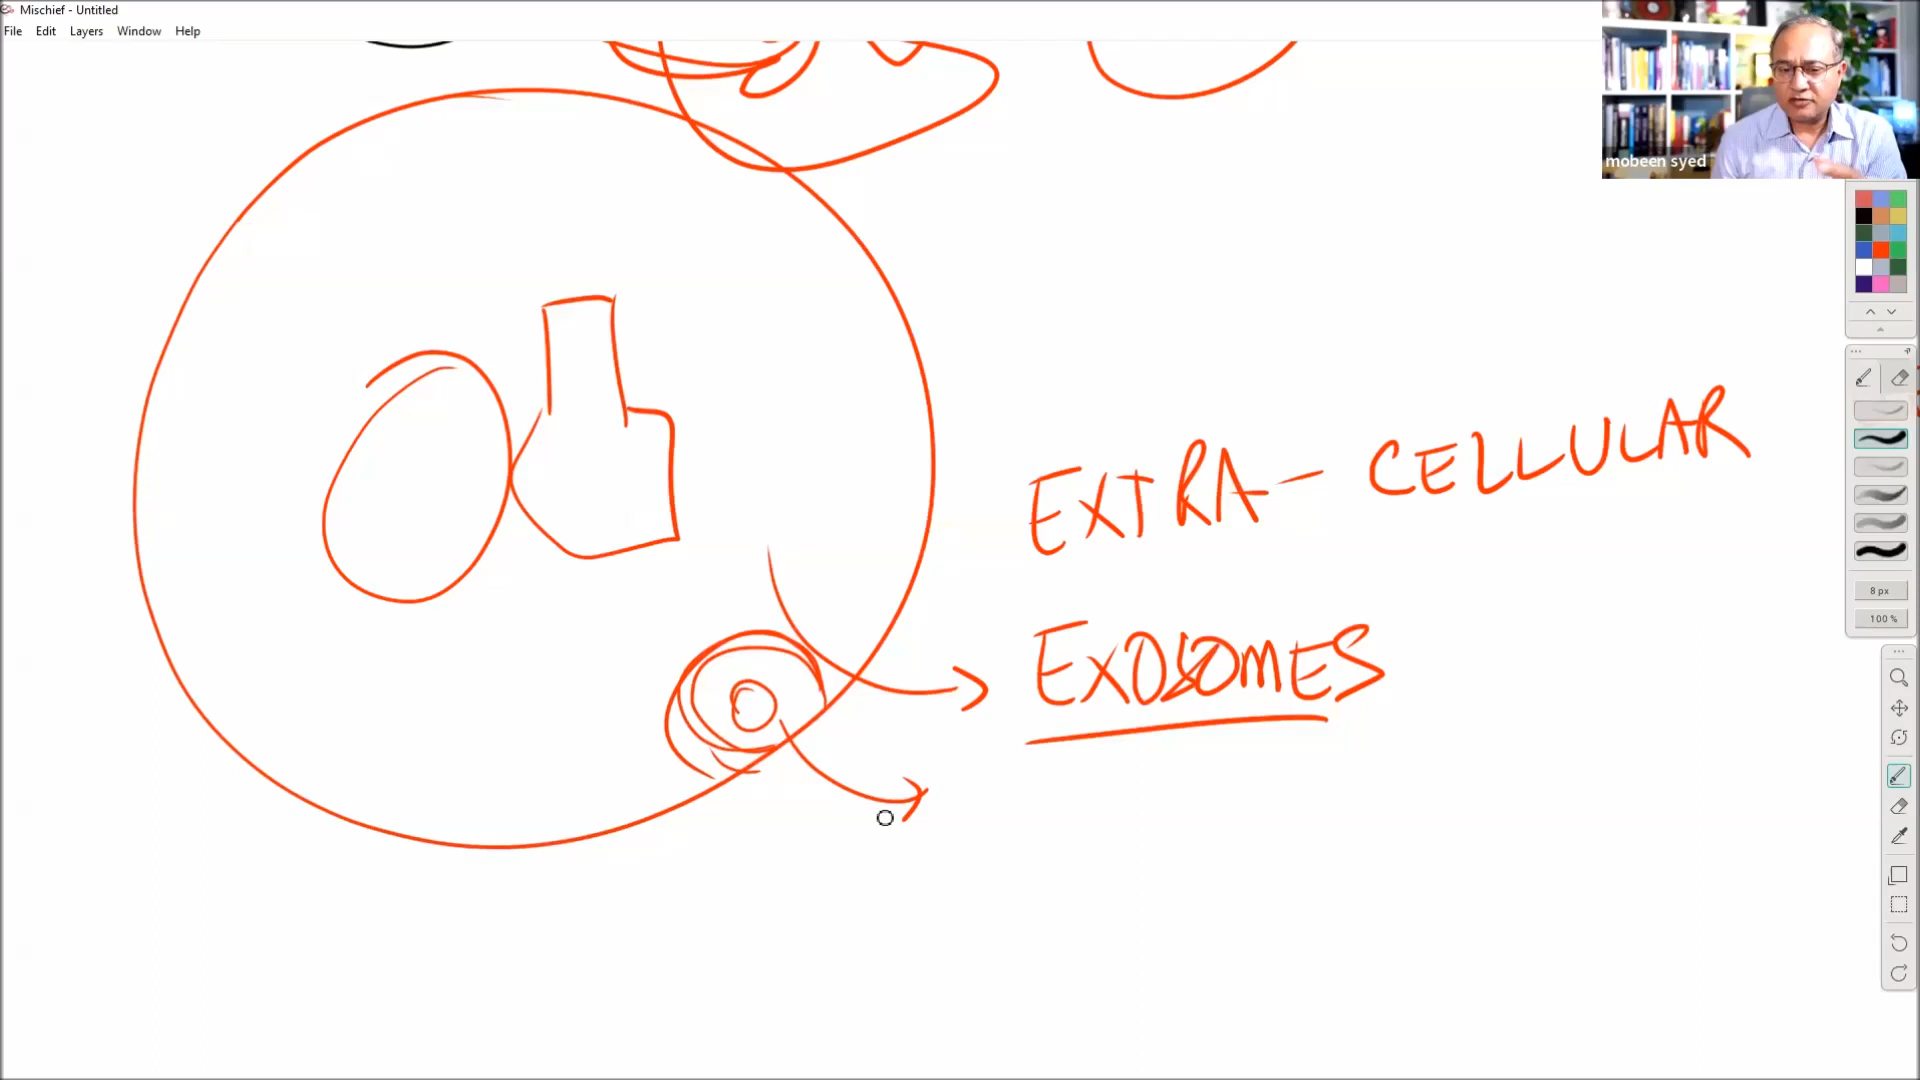 Mischief - Untitled
File Edit Layers Window Help
mobeen syed
EXTRA - CELLULAR
EXOSOMES
8 px
100 %